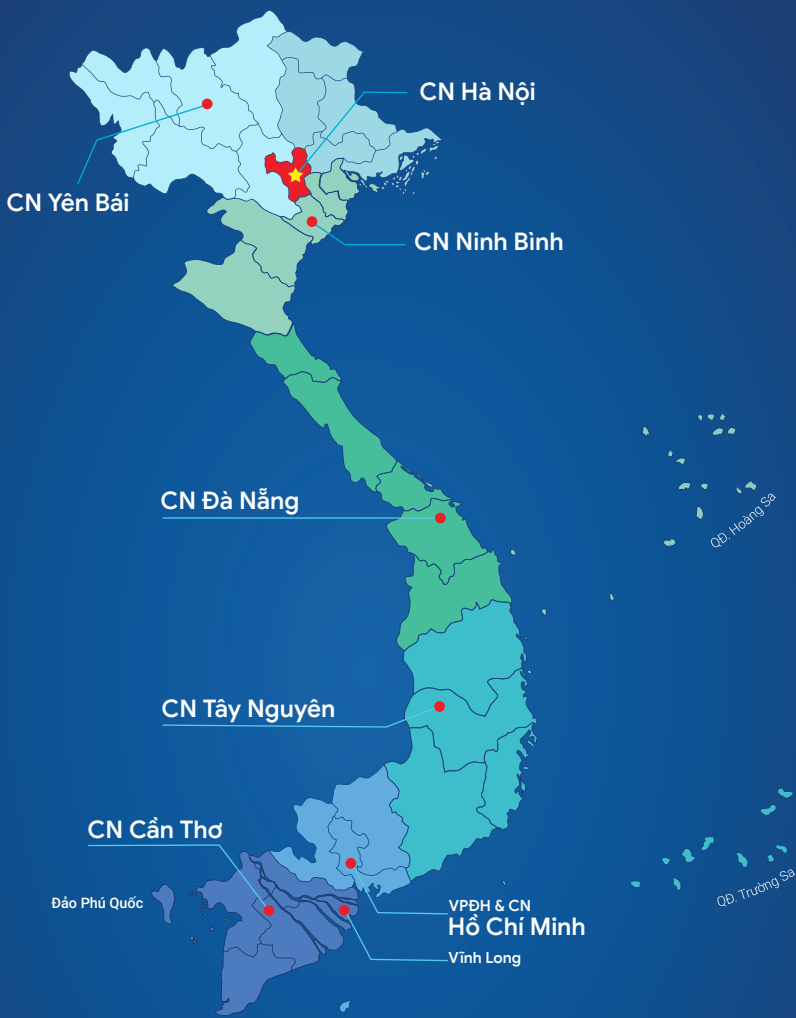 CN Hà Nội
CN Yên Bái
CN Ninh Bình
CN Đà Nẵng
QĐ. Hoàng Sa
CN Tây Nguyên
CN Cần Thơ
QĐ. Trường Sa
Đảo Phú Quốc
VPĐH & CN
Hồ Chí Minh
Vĩnh Long